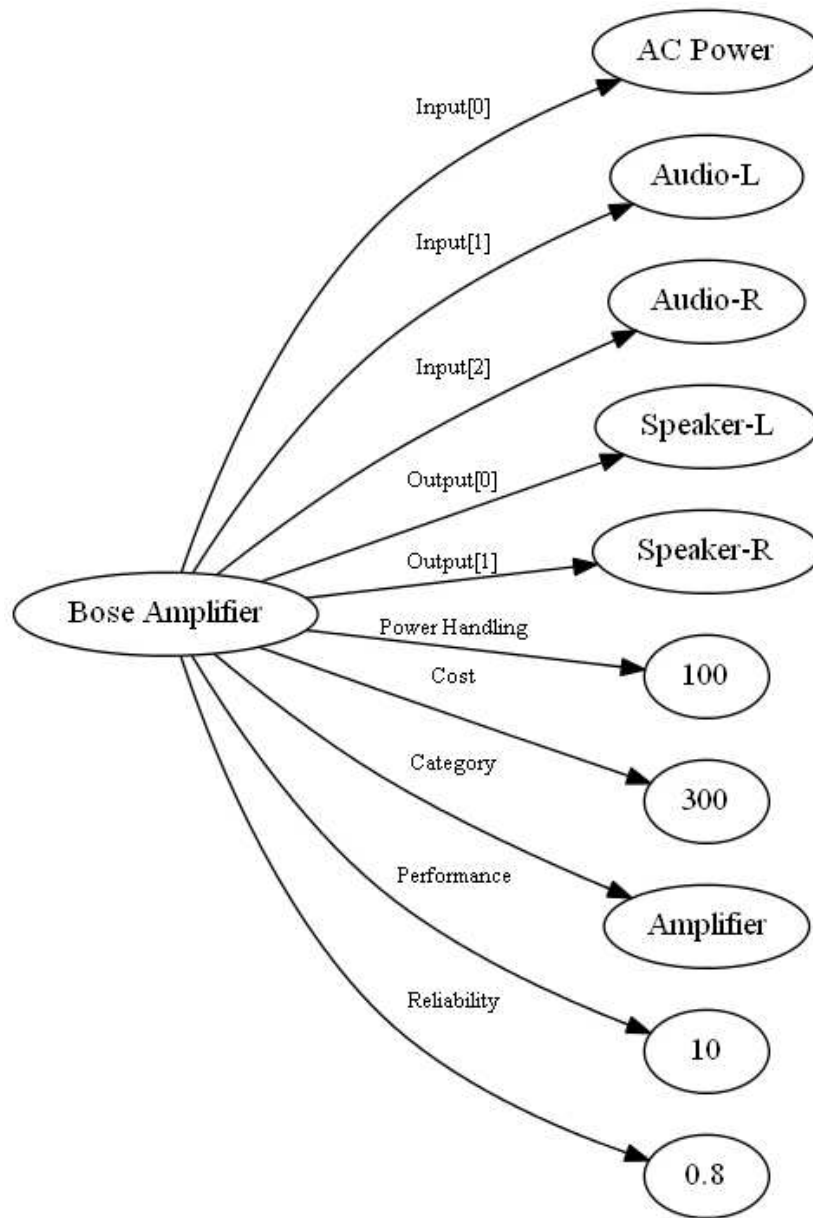 AC Power
Input[0]
Audio-L
Input[1]
Audio-R
Input[2]
Speaker-L
Output[0]
Speaker-R
Output[1]
Bose Amplifier
Power Handling
100
Cost
300
Category
Amplifier
Performance
10
Reliability
0.8